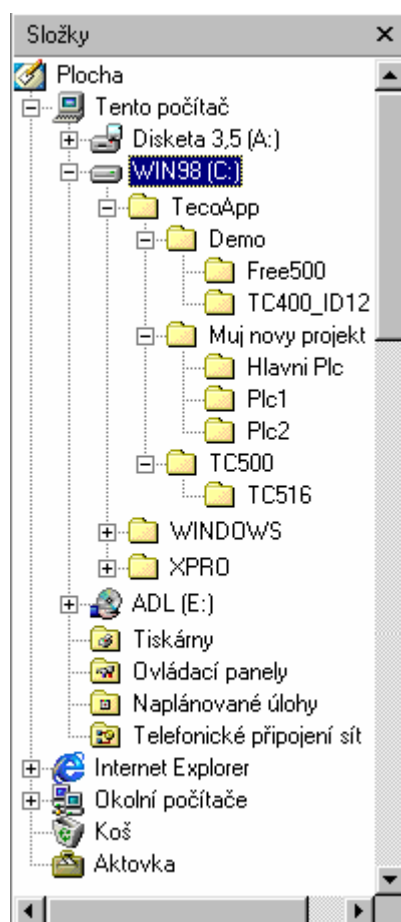 Složky
Plocha
Tento počítač
Disketa 3,5 (A:)
WIN98 (C:)
TecoApp
Demo
Free500
TC400_ID12
Muj novy projekt
Hlavni Plc
Plc1
Plc2
TC500
TC516
WINDOWS
XPRO
ADL (E:)
Tiskárny
Ovládací panely
Naplánované úlohy
Telefonické připojení sít
Internet Explorer
Okolní počítače
Koš
Aktovka